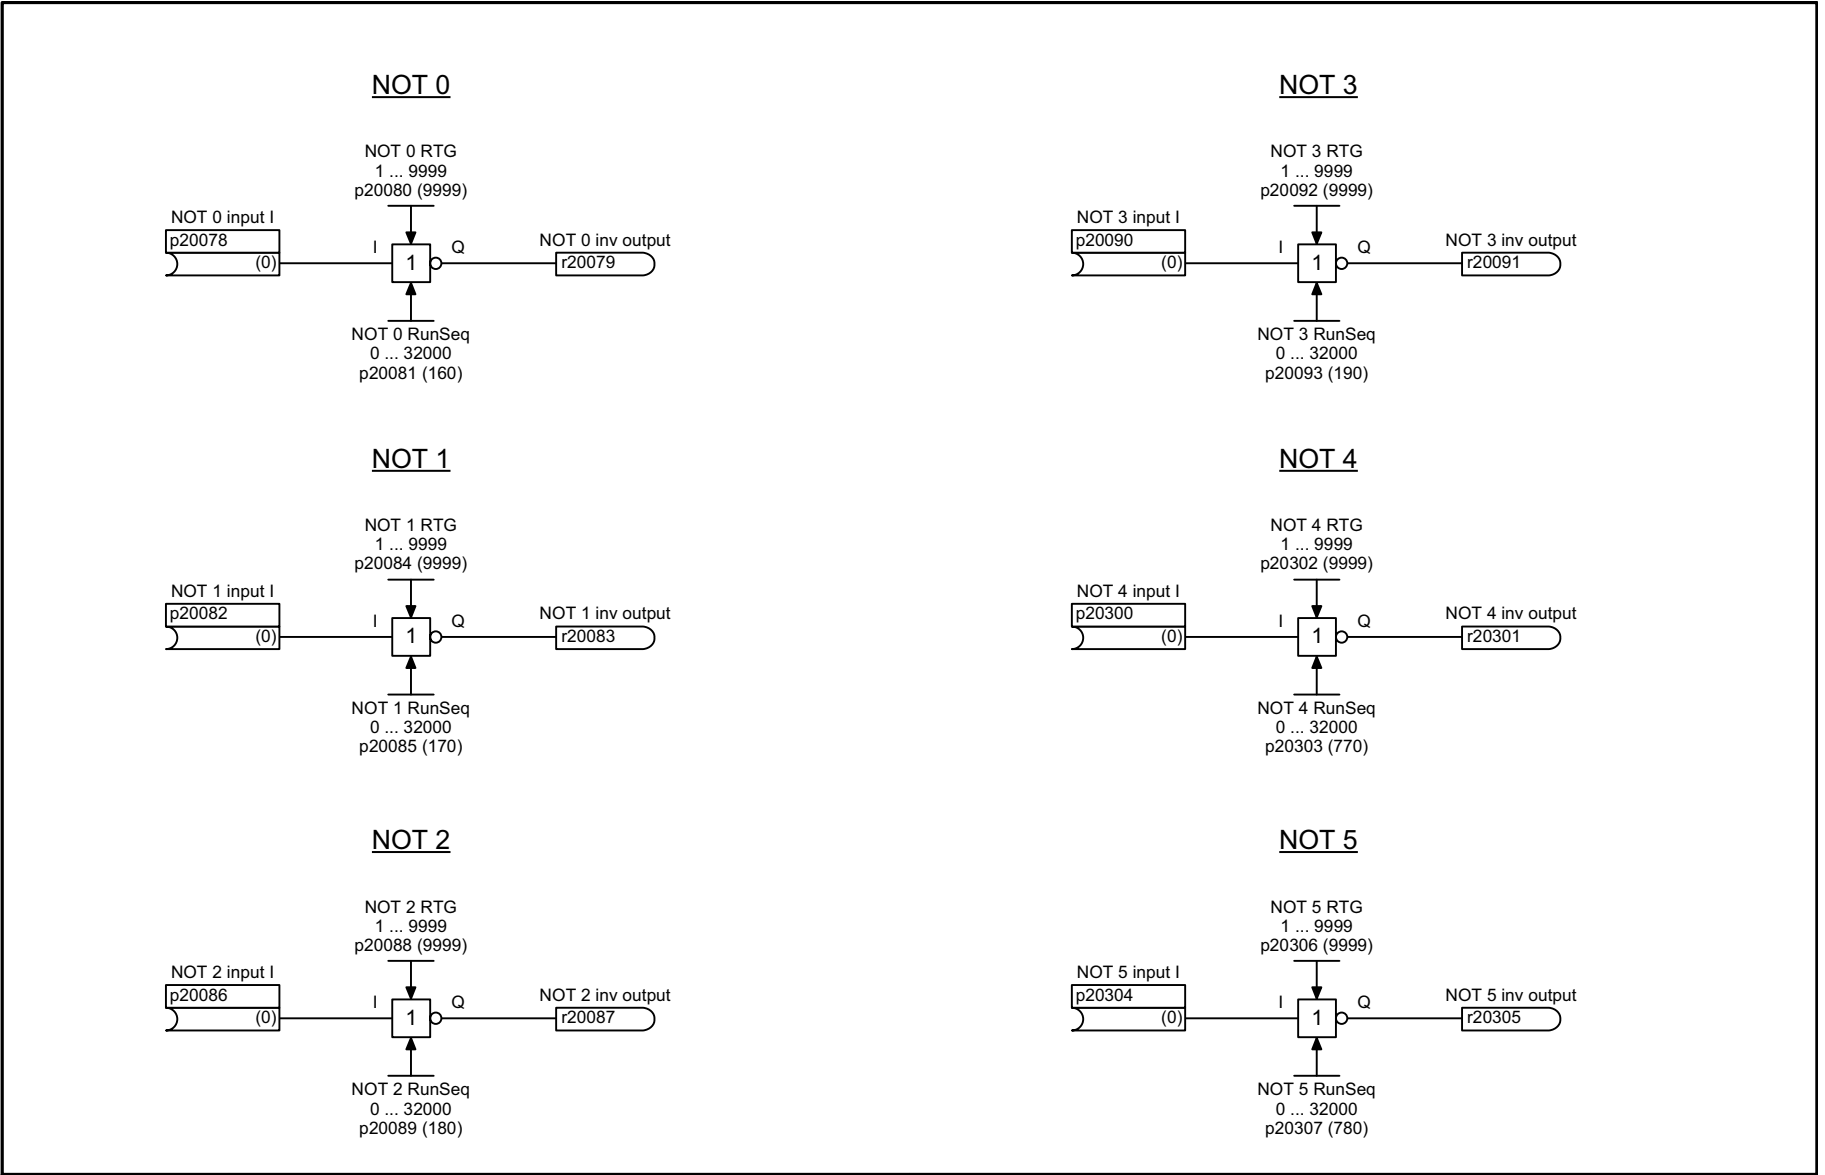 NOT 0
NOT 0 RTG
1 ... 9999
p20080 (9999)
NOT 0 input I
p20078
(0)
I
1
Q
NOT 0 inv output
r20079
NOT 0 RunSeq
0 ... 32000
p20081 (160)
NOT 1
NOT 1 RTG
1 ... 9999
p20084 (9999)
NOT 1 input I
p20082
(0)
I
1
Q
NOT 1 inv output
r20083
NOT 1 RunSeq
0 ... 32000
p20085 (170)
NOT 2
NOT 2 RTG
1 ... 9999
p20088 (9999)
NOT 2 input I
p20086
(0)
I
1
Q
NOT 2 inv output
r20087
NOT 2 RunSeq
0 ... 32000
p20089 (180)
NOT 3
NOT 3 RTG
1 ... 9999
p20092 (9999)
NOT 3 input I
p20090
(0)
I
1
Q
NOT 3 inv output
r20091
NOT 3 RunSeq
0 ... 32000
p20093 (190)
NOT 4
NOT 4 RTG
1 ... 9999
p20302 (9999)
NOT 4 input I
p20300
(0)
I
1
Q
NOT 4 inv output
r20301
NOT 4 RunSeq
0 ... 32000
p20303 (770)
NOT 5
NOT 5 RTG
1 ... 9999
p20306 (9999)
NOT 5 input I
p20304
(0)
I
1
Q
NOT 5 inv output
r20305
NOT 5 RunSeq
0 ... 32000
p20307 (780)